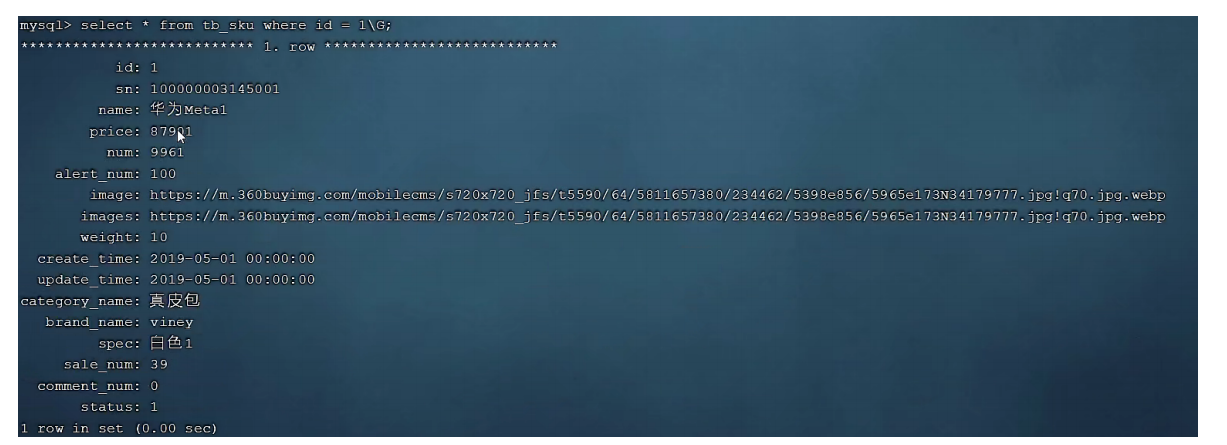 mysql> select * from tb_sku where id = 1\G;
*************************** 1. row ***************************
id: 1
sn: 100000003145001
name: 华为Meta1
price: 87901
num: 9961
alert_num: 100
image: https://m.360buyimg.com/mobilecms/s720x720_jfs/t5590/64/5811657380/234462/5398e856/5965e173N34179777.jpg!q70.jpg.webp
images: https://m.360buyimg.com/mobilecms/s720x720_jfs/t5590/64/5811657380/234462/5398e856/5965e173N34179777.jpg!q70.jpg.webp
weight: 10
create_time: 2019-05-01 00:00:00
update_time: 2019-05-01 00:00:00
category_name: 真皮包
brand_name: viney
spec: 白色1
sale_num: 39
comment_num: 0
status: 1
1 row in set (0.00 sec)